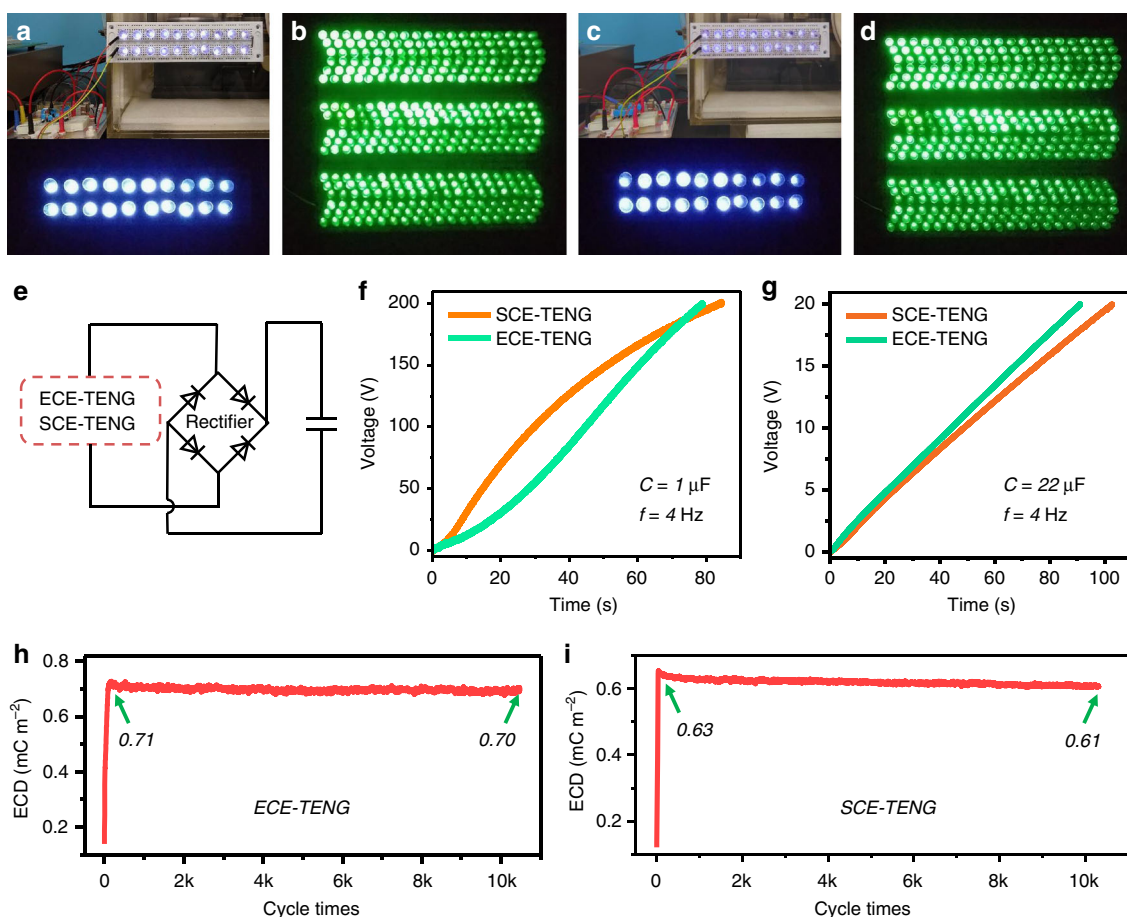 a
b
c
d
e
ECE-TENG
SCE-TENG
Rectifier
f
200
150
100
50
0
Voltage (V)
SCE-TENG
ECE-TENG
C = 1 μF
f = 4 Hz
0 20 40 60 80
Time (s)
g
20
15
10
5
0
Voltage (V)
SCE-TENG
ECE-TENG
C = 22 μF
f = 4 Hz
0 20 40 60 80 100
Time (s)
h
0.8
0.6
0.4
0.2
ECD (mC m⁻²)
0.71
0.70
ECE-TENG
0 2k 4k 6k 8k 10k
Cycle times
i
0.6
0.4
0.2
ECD (mC m⁻²)
0.63
0.61
SCE-TENG
0 2k 4k 6k 8k 10k
Cycle times